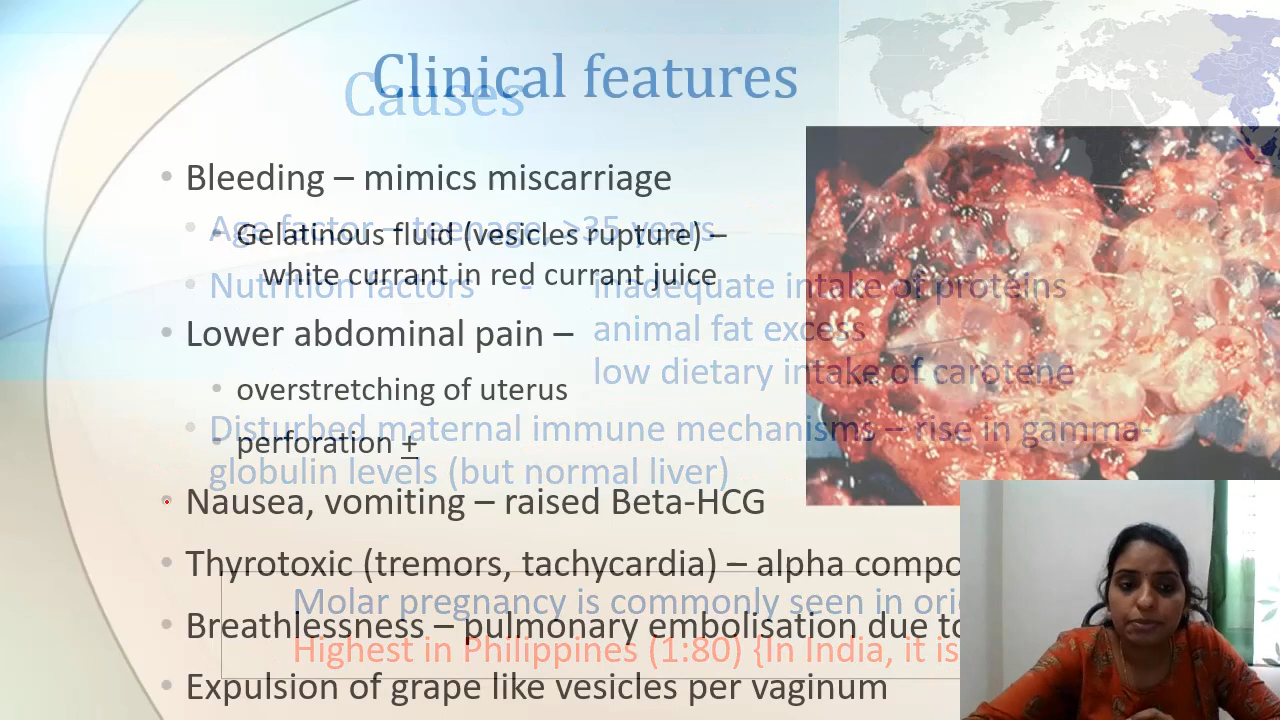 Clinical features
Causes
Bleeding – mimics miscarriage
Age factor – teenage, >35 years
Gelatinous fluid (vesicles rupture) –
white currant in red currant juice
Nutrition factors - inadequate intake of proteins
Lower abdominal pain –
animal fat excess
low dietary intake of carotene
overstretching of uterus
Disturbed maternal immune mechanisms – rise in gamma-
perforation +
globulin levels (but normal liver)
Nausea, vomiting – raised Beta-HCG
Thyrotoxic (tremors, tachycardia) – alpha
Molar pregnancy is commonly seen in
Breathlessness – pulmonary embolisation due to
Highest in Philippines (1:80) {In India, it is
Expulsion of grape like vesicles per vaginum